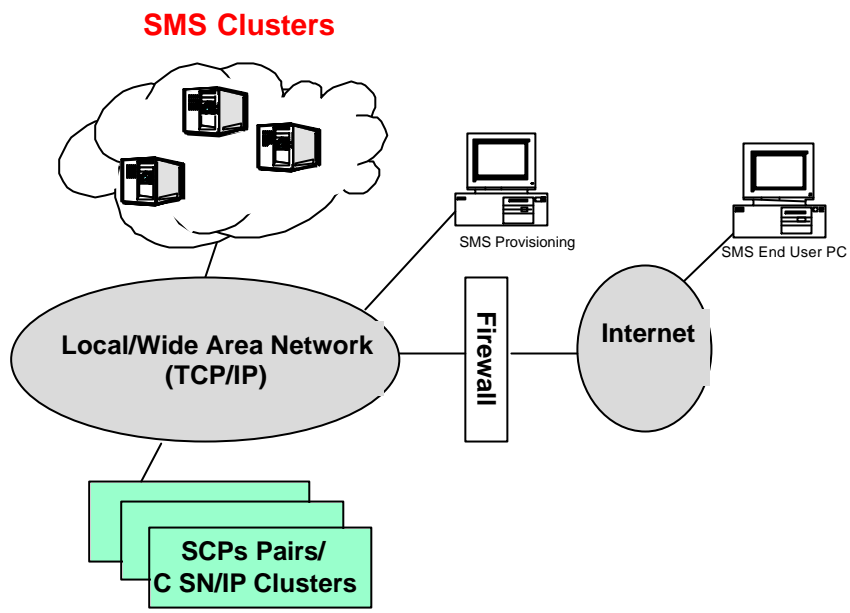 SMS Clusters
SMS Provisioning
SMS End User PC
Local/Wide Area Network
(TCP/IP)
Firewall
Internet
SCPs Pairs/
C SN/IP Clusters